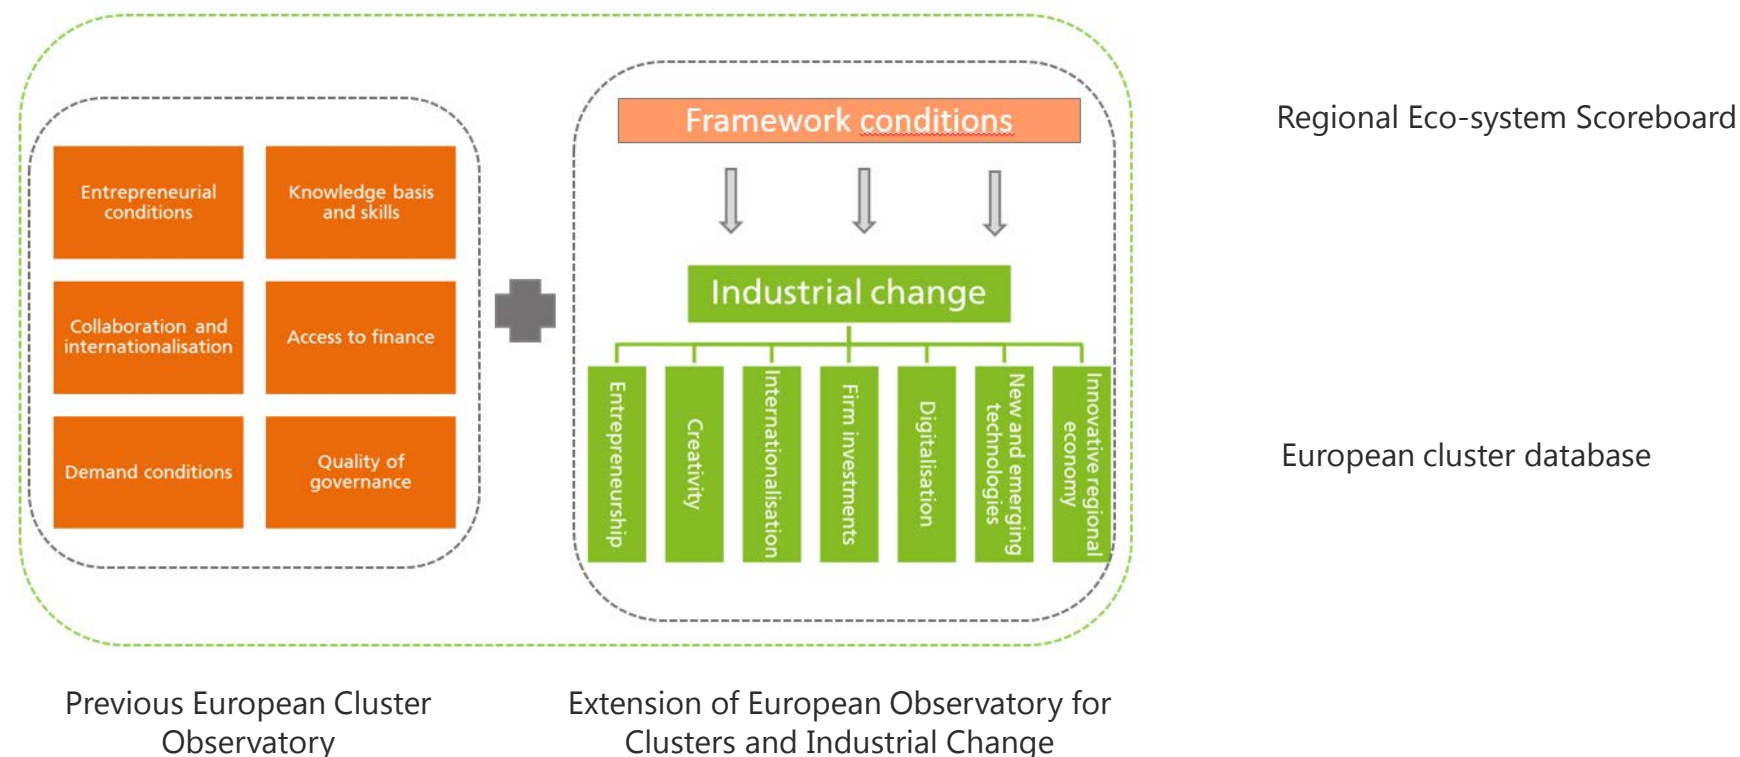 Entrepreneurial
conditions
Knowledge basis
and skills
Collaboration and
internationalisation
Access to finance
Demand conditions
Quality of
governance
Framework conditions
Industrial change
Entrepreneurship
Creativity
Internationalisation
Firm investments
Digitalisation
New and emerging
technologies
Innovative regional
economy
Regional Eco-system Scoreboard
European cluster database
Previous European Cluster
Observatory
Extension of European Observatory for
Clusters and Industrial Change